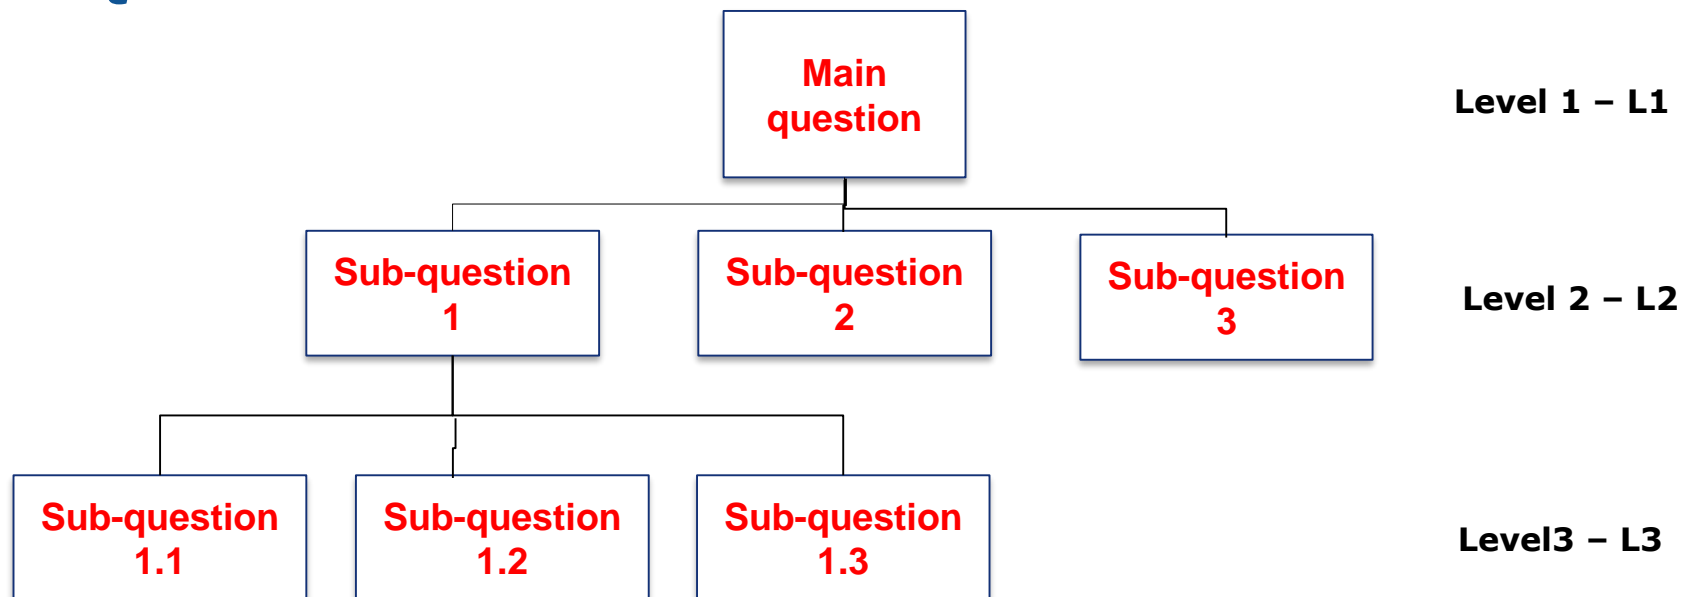 Main
question
Level 1 – L1
Sub-question
1
Sub-question
2
Sub-question
3
Level 2 – L2
Sub-question
1.1
Sub-question
1.2
Sub-question
1.3
Level3 – L3